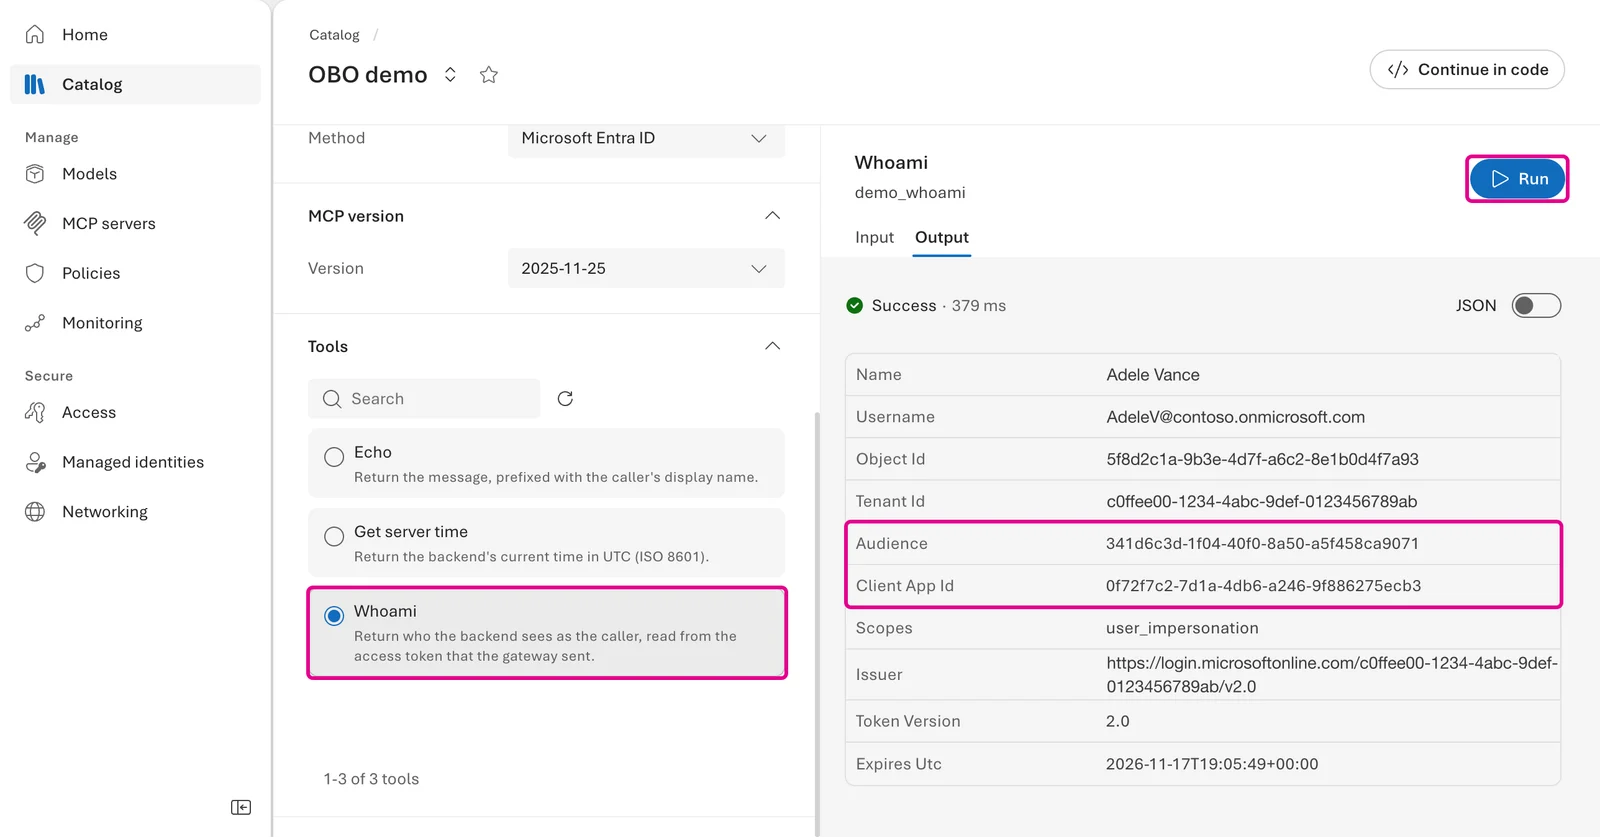 Home
Catalog
Manage
Models
MCP servers
Policies
Monitoring
Secure
Access
Managed identities
Networking
Catalog /
OBO demo
Continue in code
Method
Microsoft Entra ID
MCP version
Version
2025-11-25
Tools
Search
Echo
Return the message, prefixed with the caller's display name.
Get server time
Return the backend's current time in UTC (ISO 8601).
Whoami
Return who the backend sees as the caller, read from the
access token that the gateway sent.
1-3 of 3 tools
Whoami
demo_whoami
Run
Input Output
Success · 379 ms
JSON
Name Adele Vance
Username AdeleV@contoso.onmicrosoft.com
Object Id 5f8d2c1a-9b3e-4d7f-a6c2-8e1b0d4f7a93
Tenant Id c0ffee00-1234-4abc-9def-0123456789ab
Audience 341d6c3d-1f04-40f0-8a50-a5f458ca9071
Client App Id 0f72f7c2-7d1a-4db6-a246-9f886275ecb3
Scopes user_impersonation
Issuer https://login.microsoftonline.com/c0ffee00-1234-4abc-9def-
0123456789ab/v2.0
Token Version 2.0
Expires Utc 2026-11-17T19:05:49+00:00